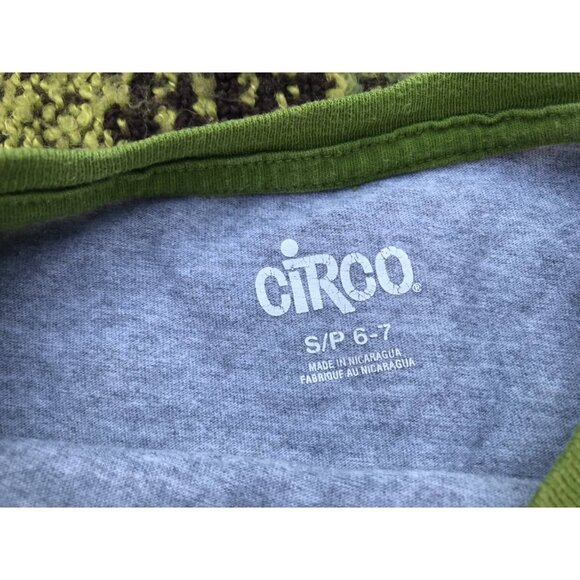 CiRCO®
S/P 6-7
MADE IN NICARAGUA
FABRIQUE AU NICARAGUA